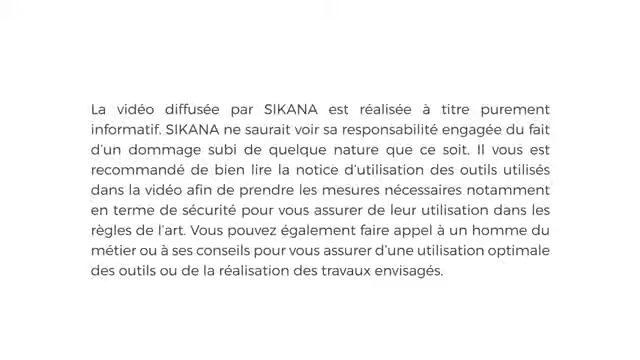 La vidéo diffusée par SIKANA est réalisée à titre purement
informatif. SIKANA ne saurait voir sa responsabilité engagée du fait
d'un dommage subi de quelque nature que ce soit. Il vous est
recommandé de bien lire la notice d'utilisation des outils utilisés
dans la vidéo afin de prendre les mesures nécessaires notamment
en terme de sécurité pour vous assurer de leur utilisation dans les
règles de l'art. Vous pouvez également faire appel à un homme du
métier ou à ses conseils pour vous assurer d'une utilisation optimale
des outils ou de la réalisation des travaux envisagés.